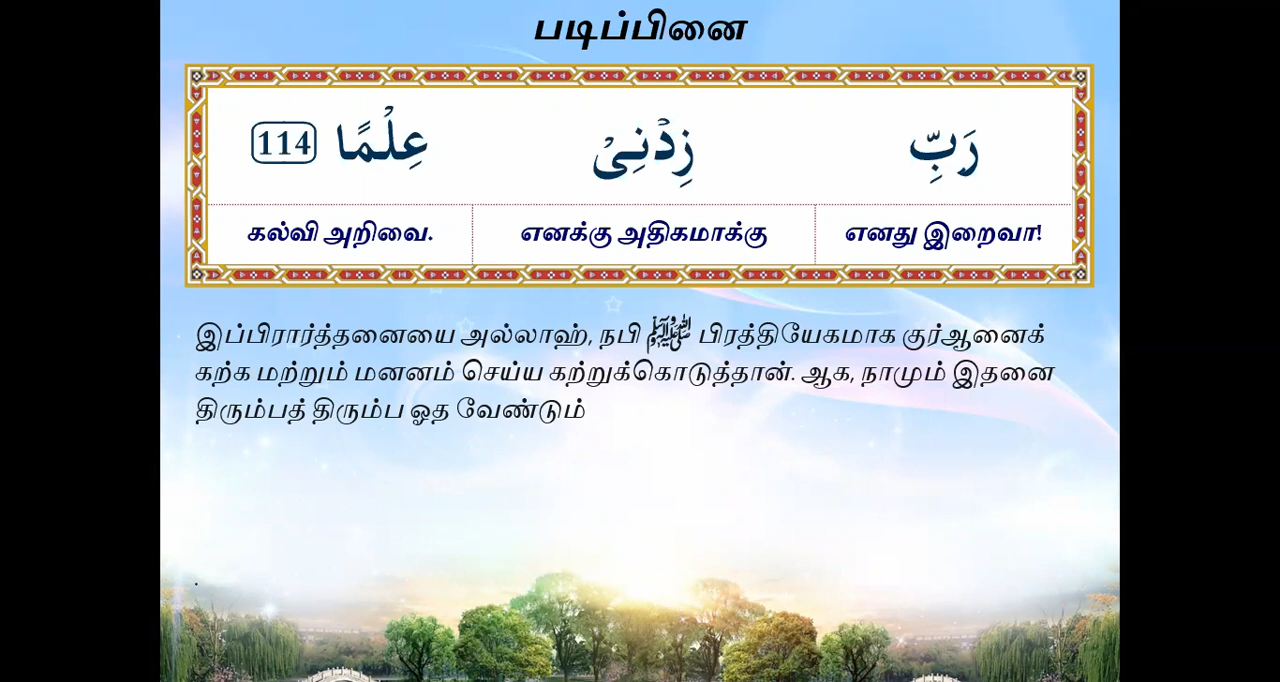 படிப்பினை
رَبِّ زِدْنِیْ عِلْمًا 114
எனது இறைவா! எனக்கு அதிகமாக்கு கல்வி அறிவை.
இப்பிரார்த்தனையை அல்லாஹ், நபி ﷺ பிரத்தியேகமாக குர்ஆனைக்
கற்க மற்றும் மனனம் செய்ய கற்றுக்கொடுத்தான். ஆக, நாமும் இதனை
திரும்பத் திரும்ப ஓத வேண்டும்
.